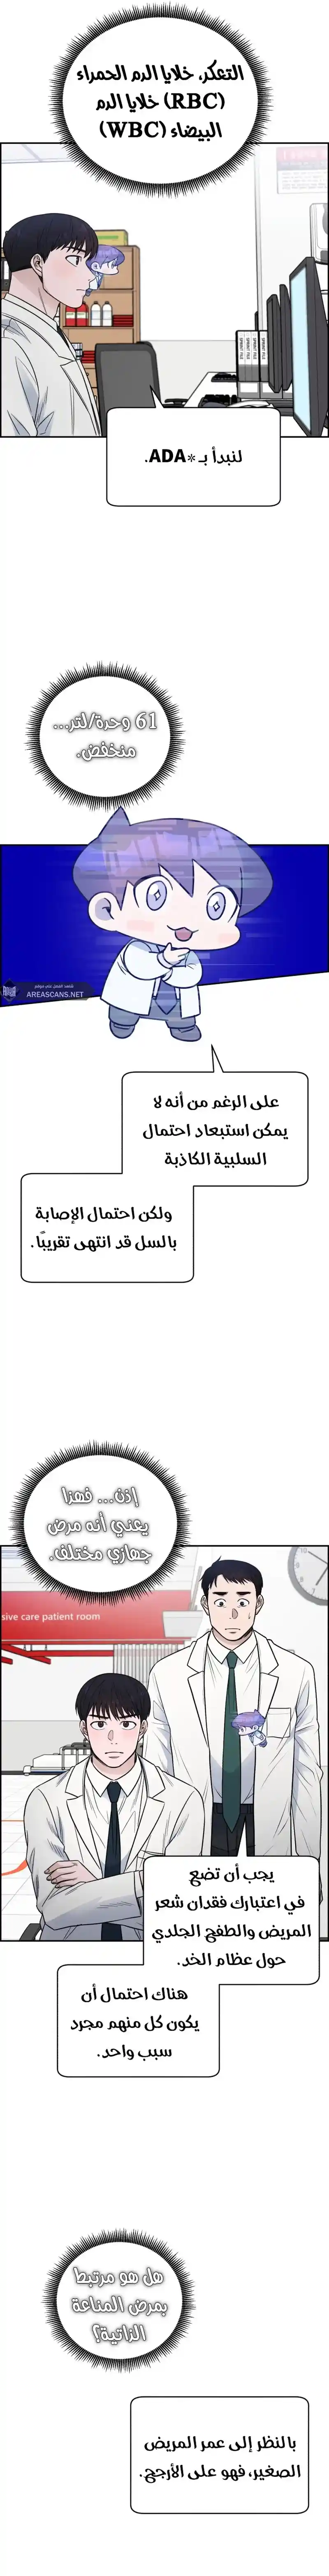 التعكر، خلايا الدم الحمراء
(RBC) خلايا الدم
البيضاء (WBC)
لنبدأ بـ *ADA.
61 وحدة/لتر...
منخفض.
شاهد الفصل على موقع
AREASCANS.NET
على الرغم من أنه لا
يمكن استبعاد احتمال
السلبية الكاذبة
ولكن احتمال الإصابة
بالسل قد انتهى تقريبًا.
إذن... فهذا
يعني أنه مرض
جهازي مختلف.
sive care patient room
يجب أن تضع
في اعتبارك فقدان شعر
المريض والطفح الجلدي
حول عظام الخد.
هناك احتمال أن
يكون كل منهم مجرد
سبب واحد.
هل هو مرتبط
بمرض المناعة
الذاتية؟
بالنظر إلى عمر المريض
الصغير، فهو على الأرجح.